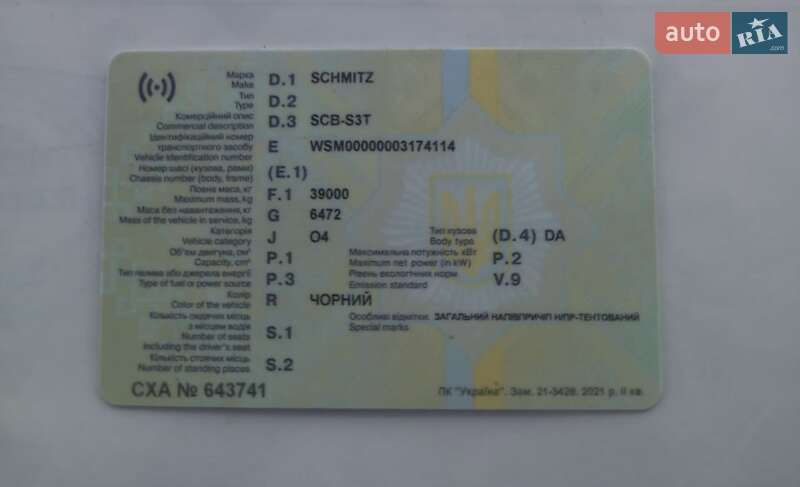 auto RIA .com
Марка
Make D.1 SCHMITZ
Тип
Type D.2
Комерційний опис
Commercial description D.3 SCB-S3T
Ідентифікаційний номер
транспортного засобу
Vehicle identification number E WSM00000003174114
Номер шасі (кузова, рами)
Chassis number (body, frame) (E.1)
Повна маса, кг
Maximum mass, kg F.1 39000
Маса без навантаження, кг
Mass of the vehicle in service, kg G 6472
Категорія
Vehicle category J O4
Тип кузова
Body type (D.4) DA
Об'єм двигуна, см³
Capacity, cm³ P.1
Максимальна потужність кВт
Maximum net power (in kW) P.2
Тип палива або джерела енергії
Type of fuel or power source P.3
Рівень екологічних норм
Emission standard V.9
Колір
Color of the vehicle R ЧОРНИЙ
Особливі відмітки: ЗАГАЛЬНИЙ НАПІВПРИЧІП Н/ПР-ТЕНТОВАНИЙ
Special marks
Кількість сидячих місць
з місцем водія
Number of seats
including the driver's seat S.1
Кількість стоячих місць
Number of standing places S.2
СХА № 643741
ПК "Україна". Зам. 21-3428. 2021 р. II кв.